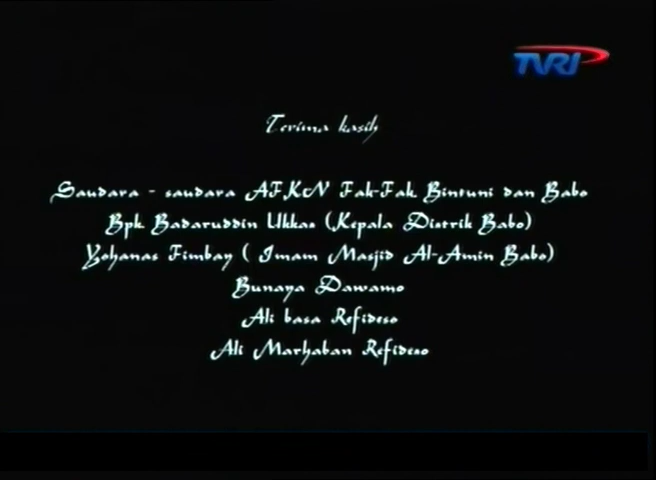 TVRI
Terima kasih
Saudara - saudara AFKN Fak-Fak Bintuni dan Babo
Bpk Badaruddin Ukkas (Kepala Distrik Babo)
Yohanas Fimbay ( Imam Masjid Al-Amin Babo)
Bunaya Dawamo
Ali basa Refideso
Ali Marhaban Refideso